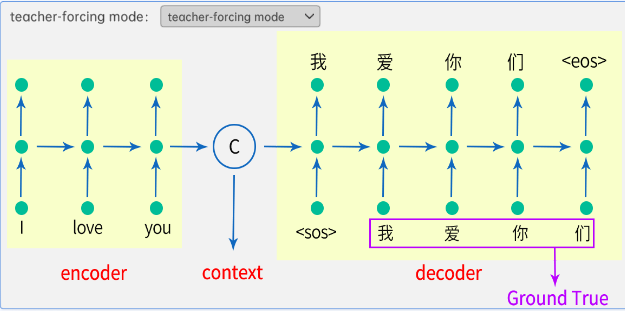 teacher-forcing mode: teacher-forcing mode
我 爱 你 们 <eos>
C
I love you
<sos> 我 爱 你 们
encoder context decoder
Ground True